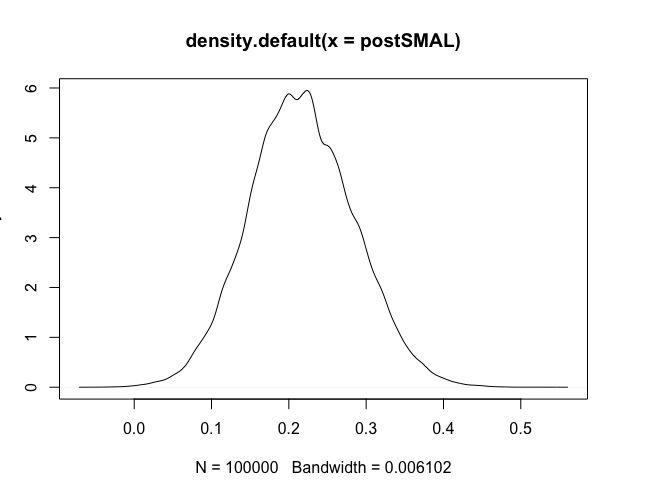 density.default(x = postSMAL)
6
5
4
3
2
1
0
0.0 0.1 0.2 0.3 0.4 0.5
N = 100000 Bandwidth = 0.006102